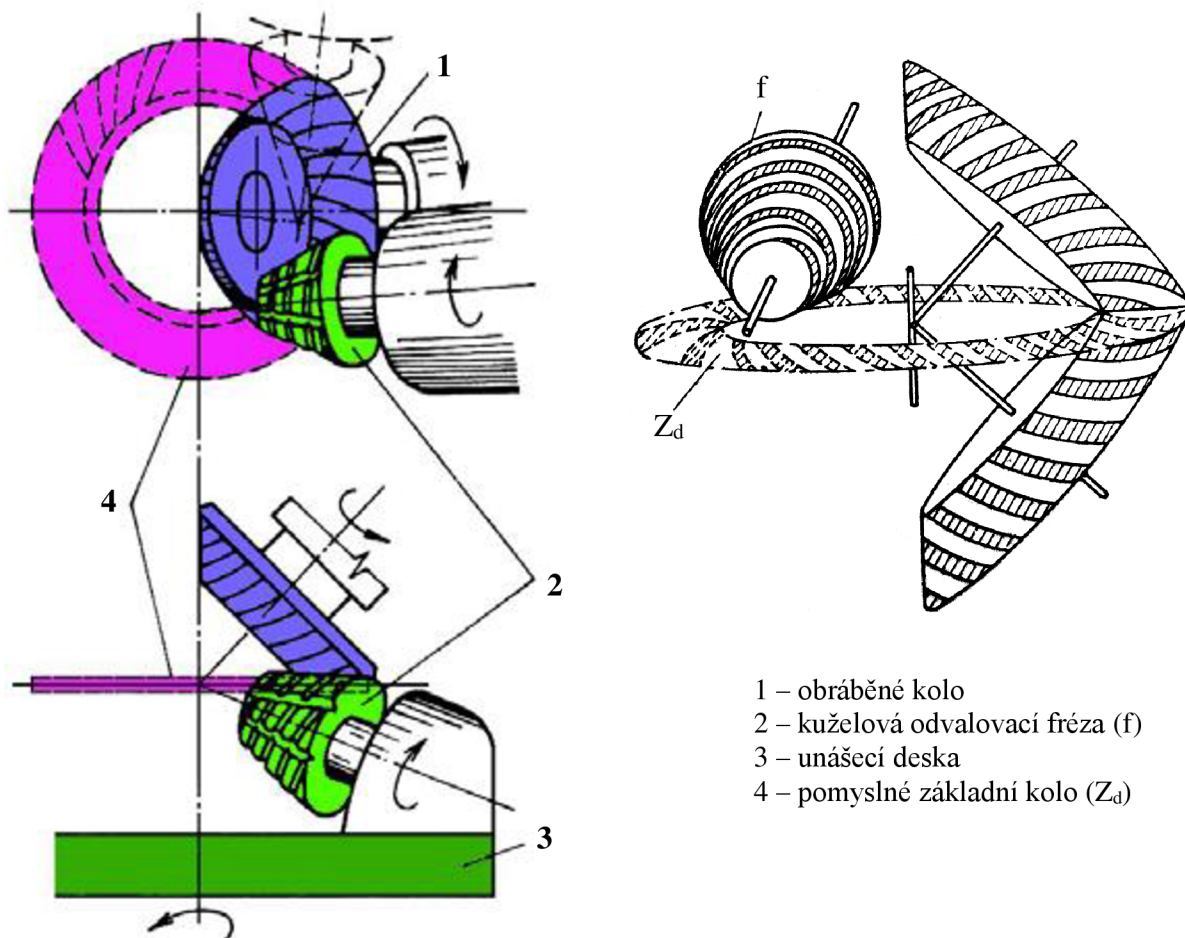 1
f
Z_d
4
2
3
1 – obráběné kolo
2 – kuželová odvalovací fréza (f)
3 – unášecí deska
4 – pomyslné základní kolo (Z_d)